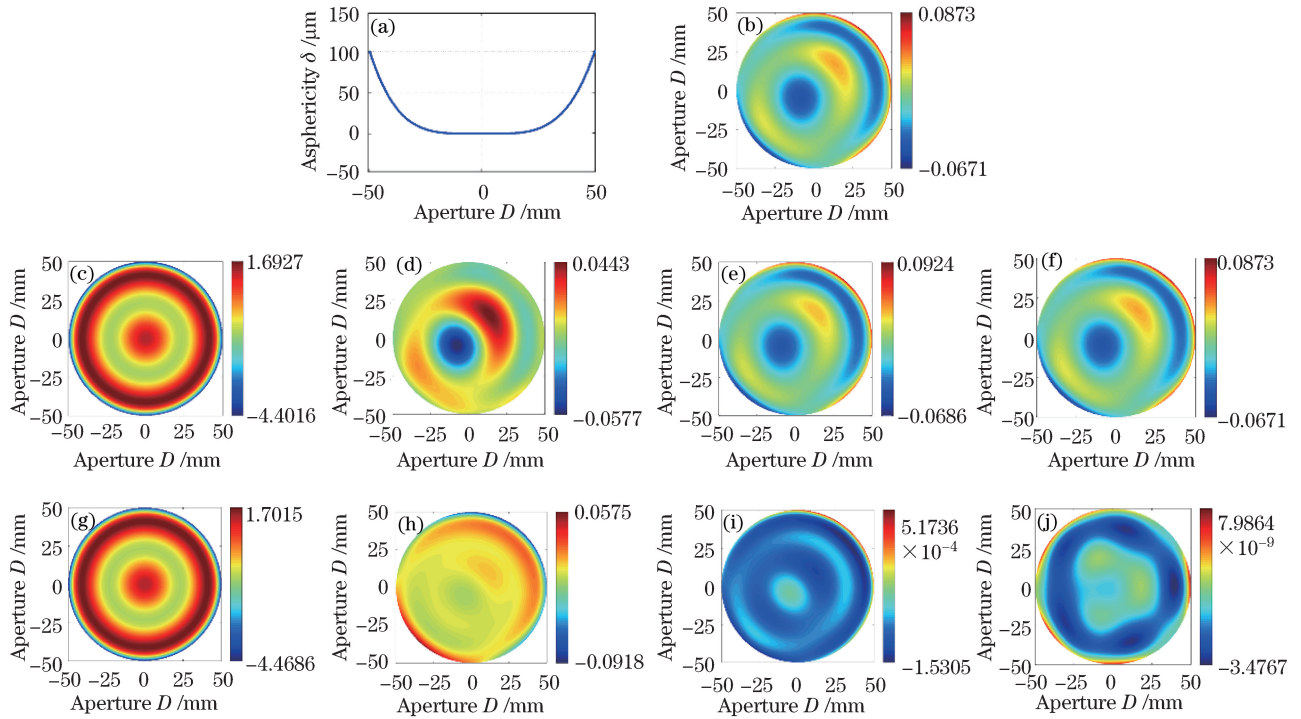 (a)
Asphericity δ /μm
150
100
50
0
−50
−50
0
50
Aperture D /mm
(b)
Aperture D /mm
50
25
0
−25
−50
−50 −25 0 25 50
Aperture D /mm
0.0873
−0.0671
(c)
Aperture D /mm
50
25
0
−25
−50
−50 −25 0 25 50
Aperture D /mm
1.6927
−4.4016
(d)
Aperture D /mm
50
25
0
−25
−50
−50 −25 0 25 50
Aperture D /mm
0.0443
−0.0577
(e)
Aperture D /mm
50
25
0
−25
−50
−50 −25 0 25 50
Aperture D /mm
0.0924
−0.0686
(f)
Aperture D /mm
50
25
0
−25
−50
−50 −25 0 25 50
Aperture D /mm
0.0873
−0.0671
(g)
Aperture D /mm
50
25
0
−25
−50
−50 −25 0 25 50
Aperture D /mm
1.7015
−4.4686
(h)
Aperture D /mm
50
25
0
−25
−50
−50 −25 0 25 50
Aperture D /mm
0.0575
−0.0918
(i)
Aperture D /mm
50
25
0
−25
−50
−50 −25 0 25 50
Aperture D /mm
5.1736
×10⁻⁴
−1.5305
(j)
Aperture D /mm
50
25
0
−25
−50
−50 −25 0 25 50
Aperture D /mm
7.9864
×10⁻⁹
−3.4767